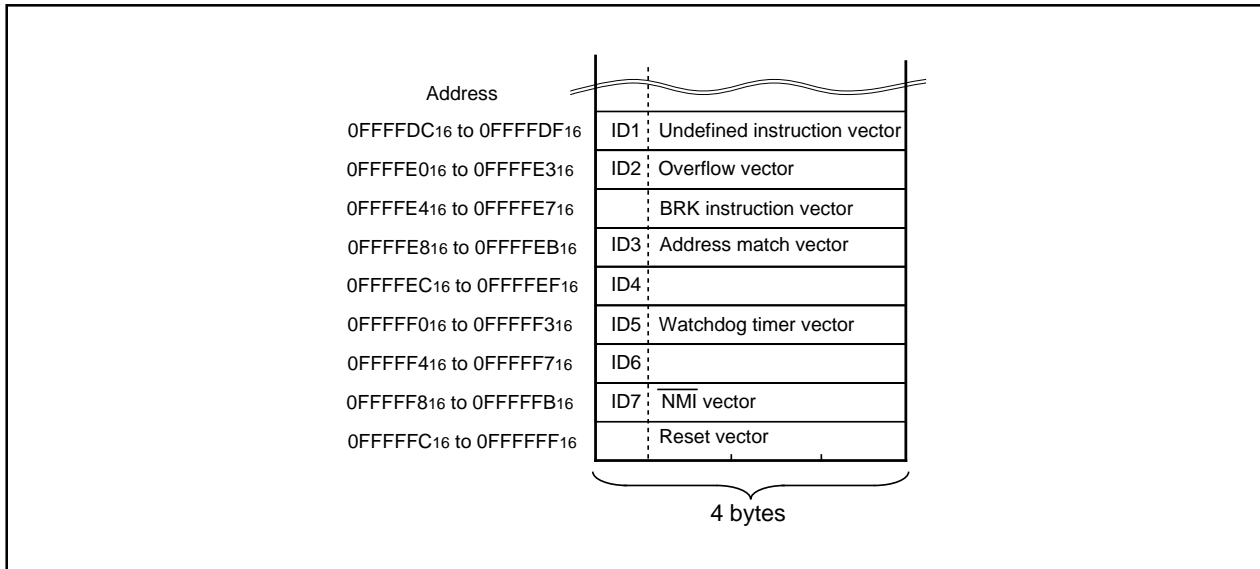 Address
0FFFFDC16 to 0FFFFDF16 ID1 Undefined instruction vector
0FFFFE016 to 0FFFFE316 ID2 Overflow vector
0FFFFE416 to 0FFFFE716 BRK instruction vector
0FFFFE816 to 0FFFFEB16 ID3 Address match vector
0FFFFEC16 to 0FFFFEF16 ID4
0FFFFF016 to 0FFFFF316 ID5 Watchdog timer vector
0FFFFF416 to 0FFFFF716 ID6
0FFFFF816 to 0FFFFFB16 ID7 NMI vector
0FFFFFC16 to 0FFFFFF16 Reset vector
4 bytes